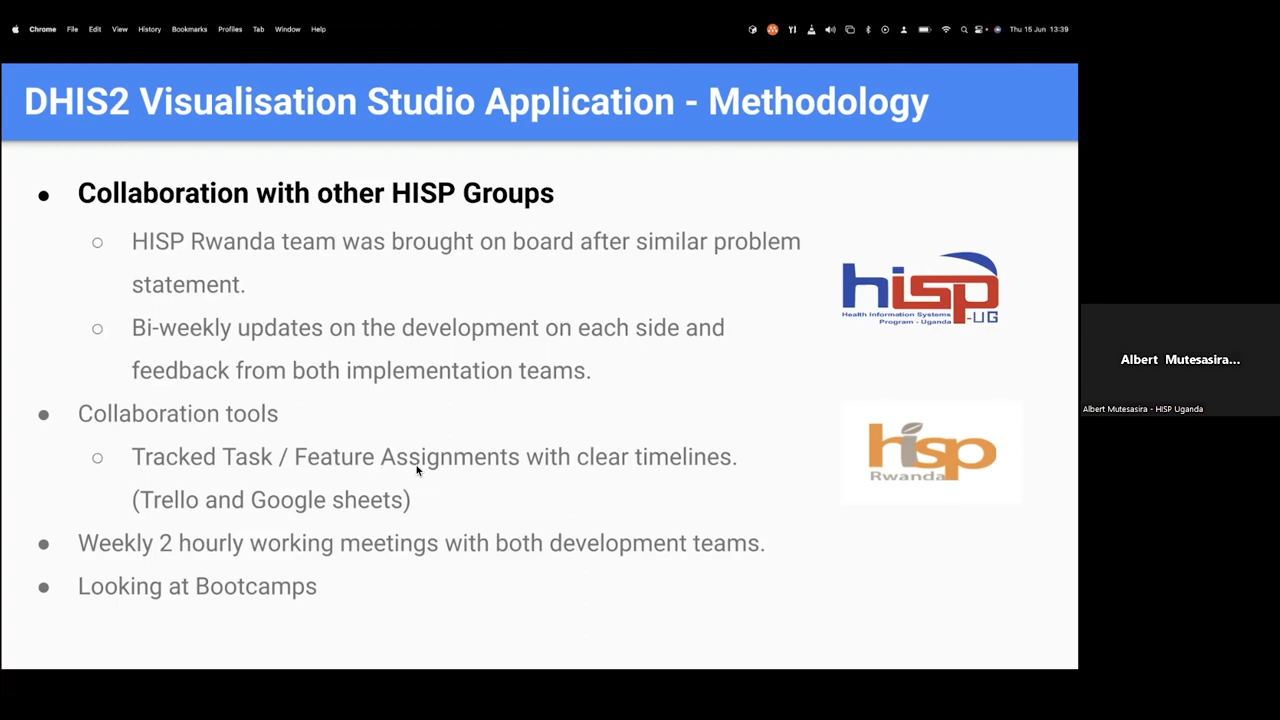 Chrome File Edit View History Bookmarks Profiles Tab Window Help Thu 15 Jun 13:39
DHIS2 Visualisation Studio Application - Methodology
● Collaboration with other HISP Groups
○ HISP Rwanda team was brought on board after similar problem
statement.
○ Bi-weekly updates on the development on each side and
feedback from both implementation teams.
● Collaboration tools
○ Tracked Task / Feature Assignments with clear timelines.
(Trello and Google sheets)
● Weekly 2 hourly working meetings with both development teams.
● Looking at Bootcamps
hisp
Health Information Systems
Program - Uganda
-UG
hisp
Rwanda
Albert Mutesasira...
Albert Mutesasira - HISP Uganda